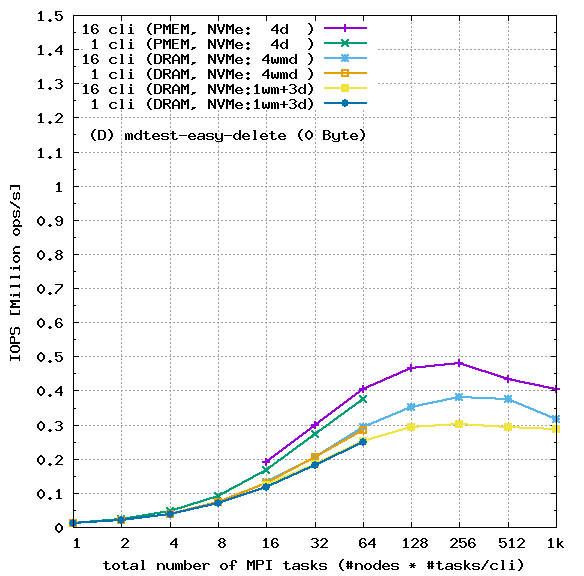 16 cli (PMEM, NVMe:  4d  )
1 cli (PMEM, NVMe:  4d  )
16 cli (DRAM, NVMe: 4wmd )
1 cli (DRAM, NVMe: 4wmd )
16 cli (DRAM, NVMe:1wm+3d)
1 cli (DRAM, NVMe:1wm+3d)
(D) mdtest-easy-delete (0 Byte)
IOPS [Million ops/s]
1.5
1.4
1.3
1.2
1.1
1
0.9
0.8
0.7
0.6
0.5
0.4
0.3
0.2
0.1
0
1 2 4 8 16 32 64 128 256 512 1k
total number of MPI tasks (#nodes * #tasks/cli)